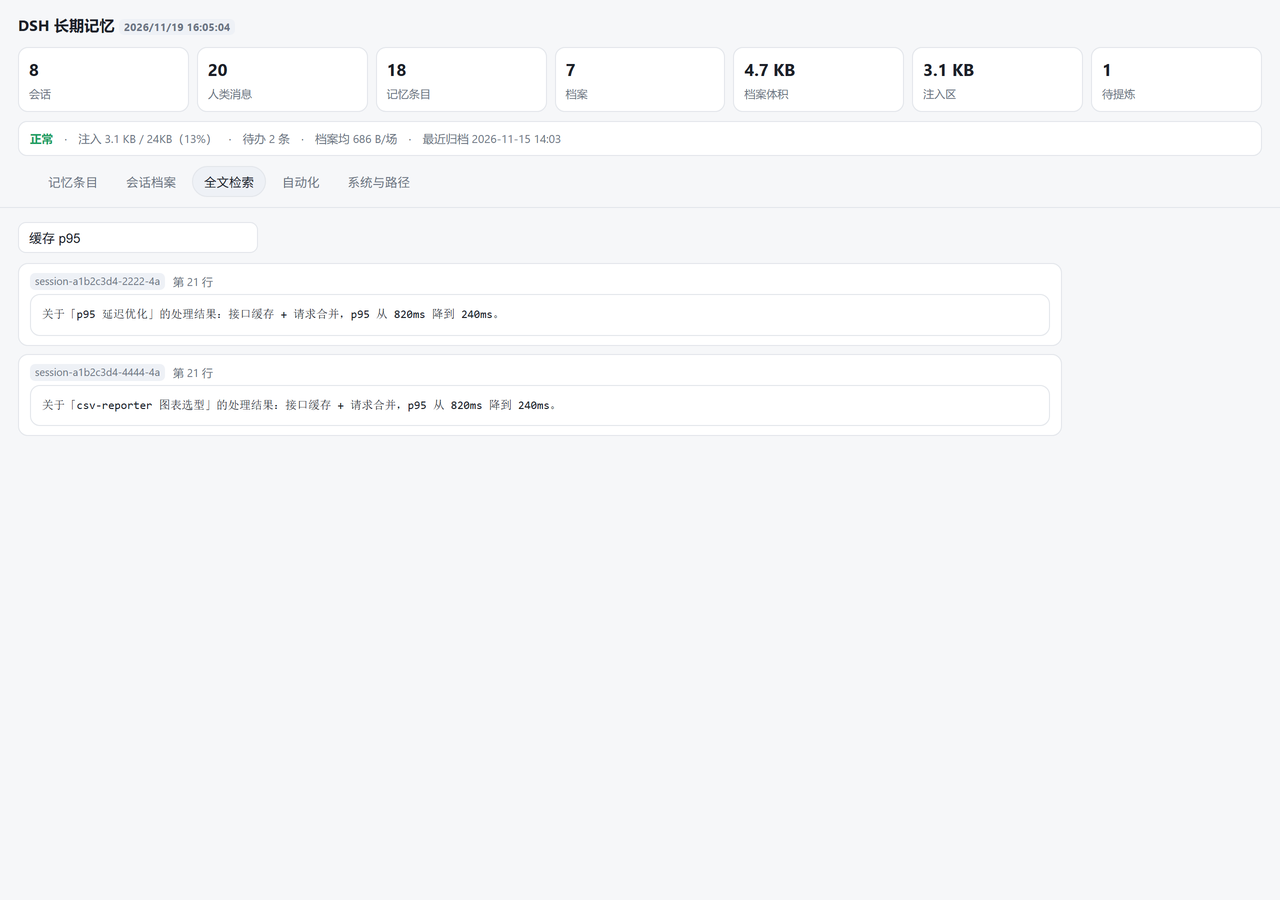 DSH 长期记忆 2026/11/19 16:05:04
8
会话
20
人类消息
18
记忆条目
7
档案
4.7 KB
档案体积
3.1 KB
注入区
1
待提炼
正常 · 注入 3.1 KB / 24KB（13%） · 待办 2 条 · 档案均 686 B/场 · 最近归档 2026-11-15 14:03
记忆条目 会话档案 全文检索 自动化 系统与路径
缓存 p95
session-a1b2c3d4-2222-4a 第 21 行
关于「p95 延迟优化」的处理结果：接口缓存 + 请求合并，p95 从 820ms 降到 240ms。
session-a1b2c3d4-4444-4a 第 21 行
关于「csv-reporter 图表选型」的处理结果：接口缓存 + 请求合并，p95 从 820ms 降到 240ms。